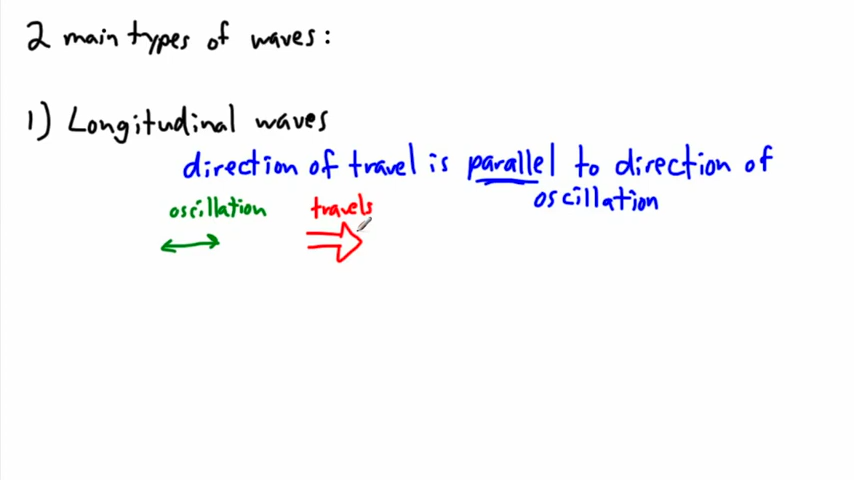 2 main types of waves:
1) Longitudinal waves
direction of travel is parallel to direction of
oscillation
oscillation travels